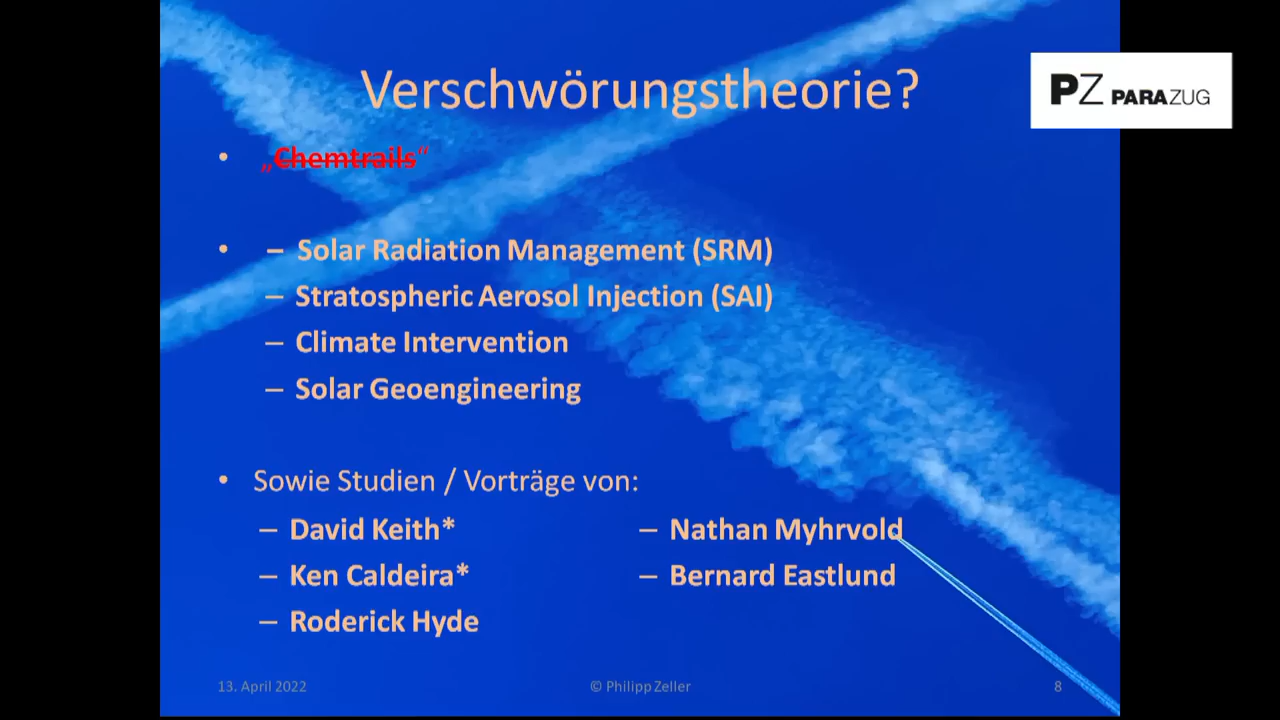 Verschwörungstheorie?
PZ PARAZUG
• „Chemtrails“
• – Solar Radiation Management (SRM)
– Stratospheric Aerosol Injection (SAI)
– Climate Intervention
– Solar Geoengineering
• Sowie Studien / Vorträge von:
– David Keith*
– Ken Caldeira*
– Roderick Hyde
– Nathan Myhrvold
– Bernard Eastlund
13. April 2022
© Philipp Zeller
8